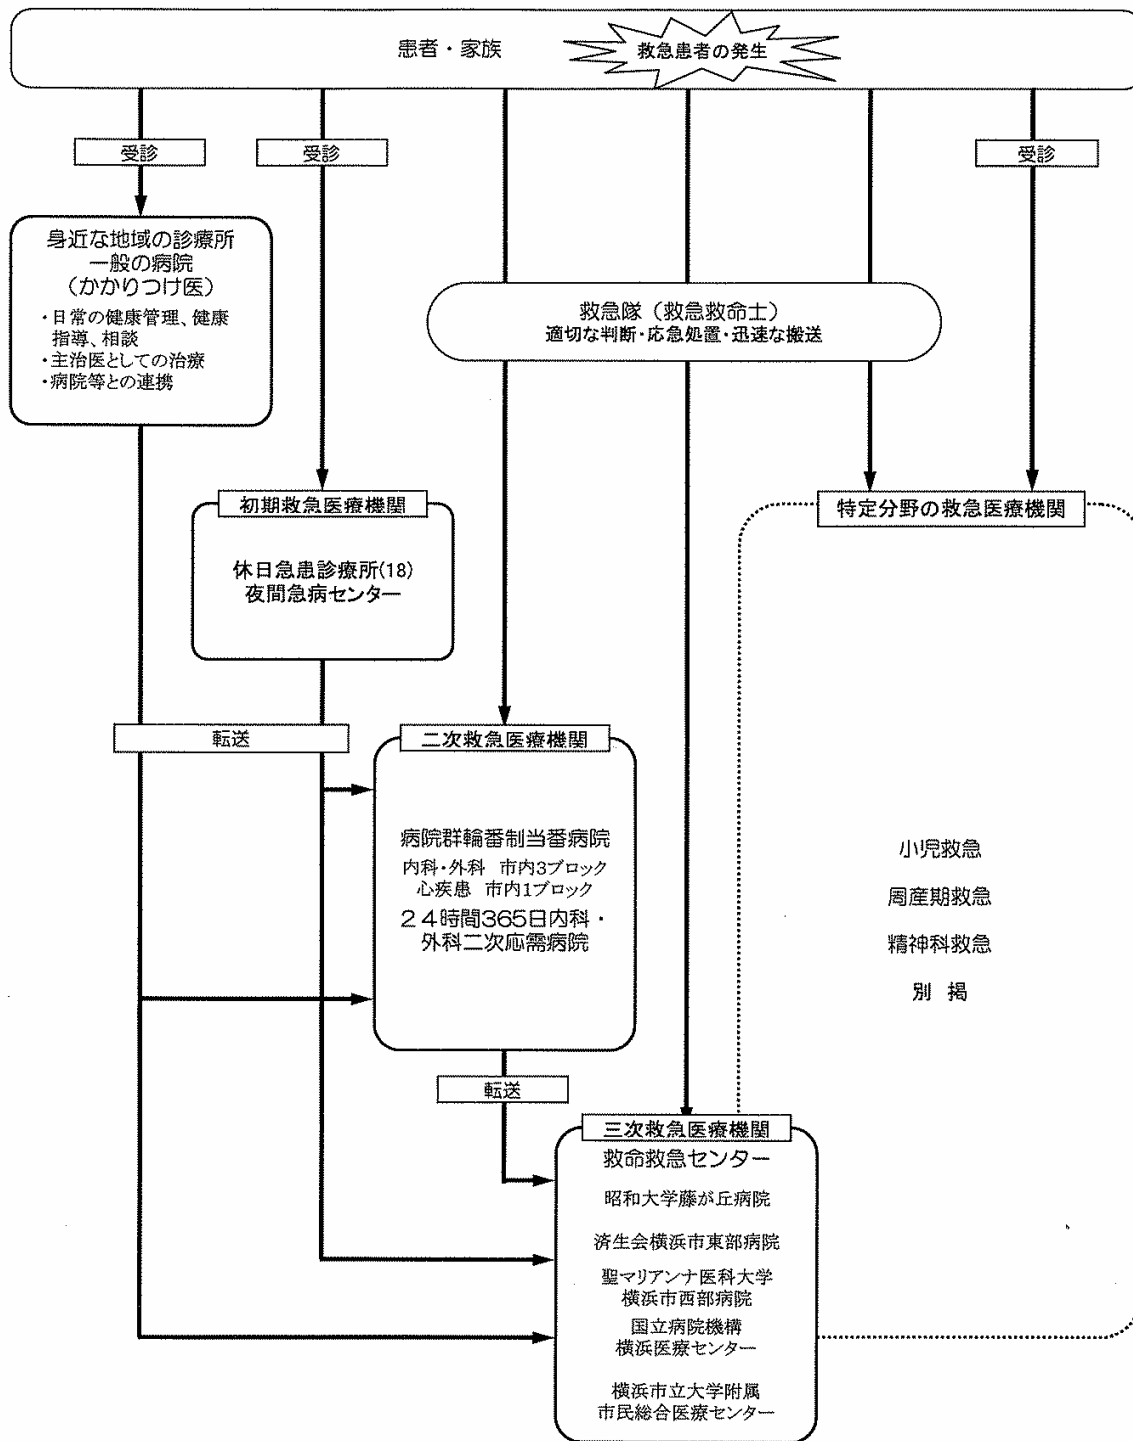 患者・家族
救急患者の発生
受診
受診
受診
身近な地域の診療所
一般の病院
（かかりつけ医）
・日常の健康管理、健康
指導、相談
・主治医としての治療
・病院等との連携
救急隊（救急救命士）
適切な判断・応急処置・迅速な搬送
初期救急医療機関
休日急患診療所(18)
夜間急病センター
特定分野の救急医療機関
転送
二次救急医療機関
病院群輪番制当番病院
内科・外科 市内3ブロック
心疾患 市内1ブロック
２４時間365日内科・
外科二次応需病院
小児救急
周産期救急
精神科救急
別 掲
転送
三次救急医療機関
救命救急センター
昭和大学藤が丘病院
済生会横浜市東部病院
聖マリアンナ医科大学
横浜市西部病院
国立病院機構
横浜医療センター
横浜市立大学附属
市民総合医療センター